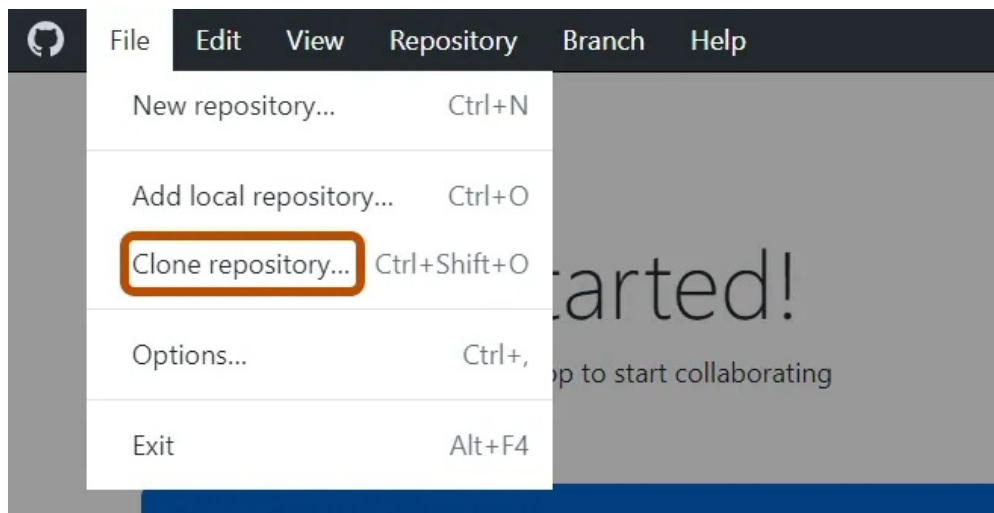 File Edit View Repository Branch Help
New repository... Ctrl+N
Add local repository... Ctrl+O
Clone repository... Ctrl+Shift+O
Options... Ctrl+,
Exit Alt+F4
tarted!
to start collaborating